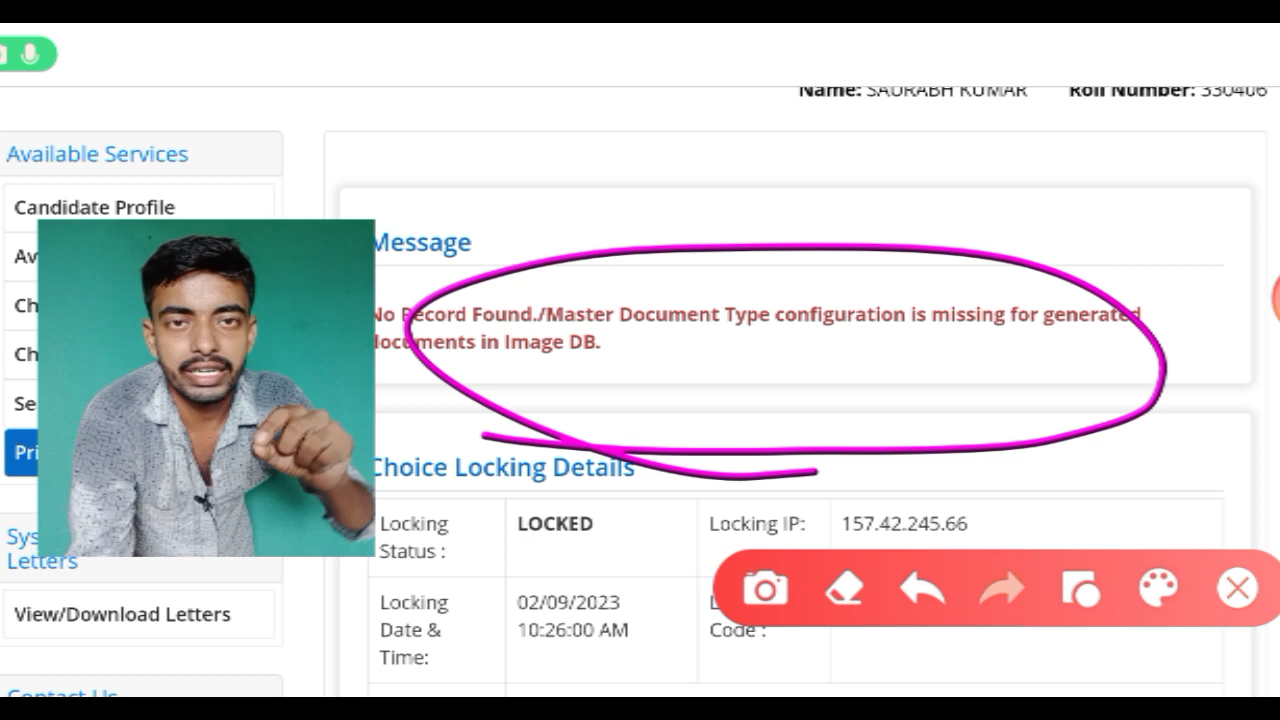 Name: SAURABH KUMAR Roll Number: 330406
Available Services
Candidate Profile
Message
No Record Found./Master Document Type configuration is missing for generated
documents in Image DB.
Choice Locking Details
Locking Status :
LOCKED
Locking IP:
157.42.245.66
Locking Date & Time:
02/09/2023 10:26:00 AM
Code :
Letters
View/Download Letters
Contact Us